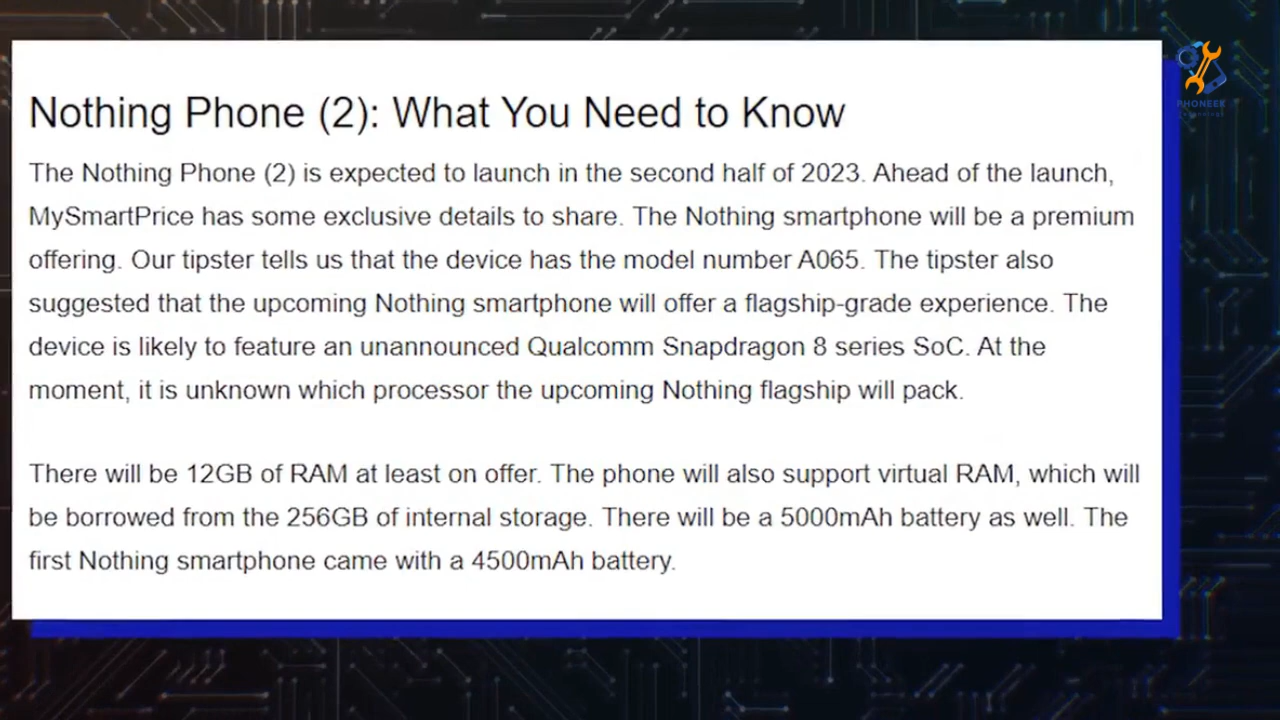 Nothing Phone (2): What You Need to Know
The Nothing Phone (2) is expected to launch in the second half of 2023. Ahead of the launch,
MySmartPrice has some exclusive details to share. The Nothing smartphone will be a premium
offering. Our tipster tells us that the device has the model number A065. The tipster also
suggested that the upcoming Nothing smartphone will offer a flagship-grade experience. The
device is likely to feature an unannounced Qualcomm Snapdragon 8 series SoC. At the
moment, it is unknown which processor the upcoming Nothing flagship will pack.
There will be 12GB of RAM at least on offer. The phone will also support virtual RAM, which will
be borrowed from the 256GB of internal storage. There will be a 5000mAh battery as well. The
first Nothing smartphone came with a 4500mAh battery.
PHONEEK